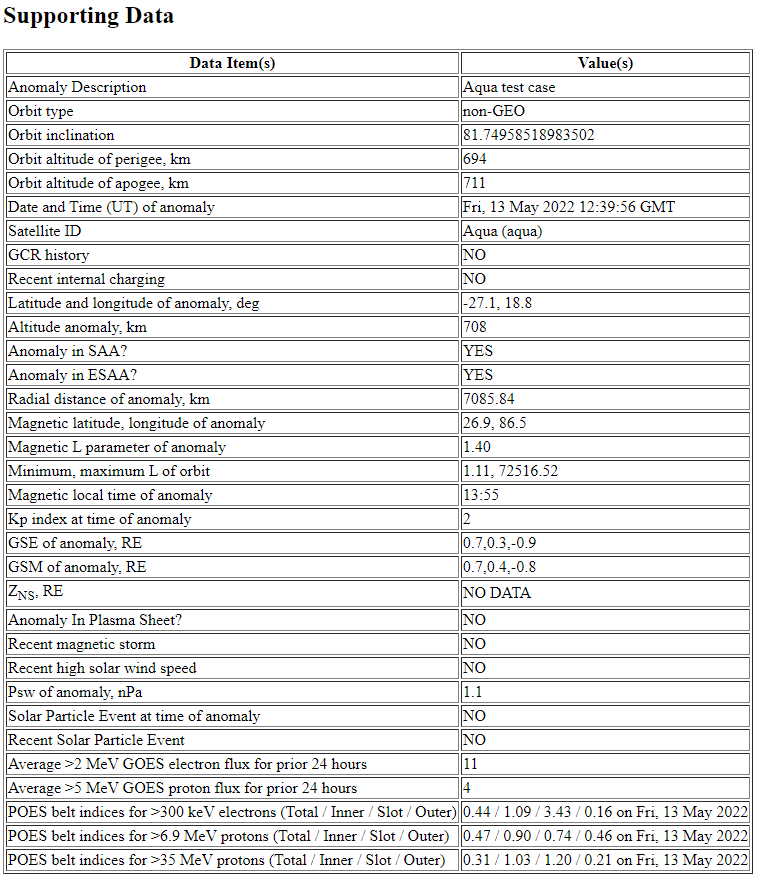 Supporting Data
Data Item(s) Value(s)
Anomaly Description Aqua test case
Orbit type non-GEO
Orbit inclination 81.74958518983502
Orbit altitude of perigee, km 694
Orbit altitude of apogee, km 711
Date and Time (UT) of anomaly Fri, 13 May 2022 12:39:56 GMT
Satellite ID Aqua (aqua)
GCR history NO
Recent internal charging NO
Latitude and longitude of anomaly, deg -27.1, 18.8
Altitude anomaly, km 708
Anomaly in SAA? YES
Anomaly in ESAA? YES
Radial distance of anomaly, km 7085.84
Magnetic latitude, longitude of anomaly 26.9, 86.5
Magnetic L parameter of anomaly 1.40
Minimum, maximum L of orbit 1.11, 72516.52
Magnetic local time of anomaly 13:55
Kp index at time of anomaly 2
GSE of anomaly, RE 0.7,0.3,-0.9
GSM of anomaly, RE 0.7,0.4,-0.8
ZNS, RE NO DATA
Anomaly In Plasma Sheet? NO
Recent magnetic storm NO
Recent high solar wind speed NO
Psw of anomaly, nPa 1.1
Solar Particle Event at time of anomaly NO
Recent Solar Particle Event NO
Average >2 MeV GOES electron flux for prior 24 hours 11
Average >5 MeV GOES proton flux for prior 24 hours 4
POES belt indices for >300 keV electrons (Total / Inner / Slot / Outer) 0.44 / 1.09 / 3.43 / 0.16 on Fri, 13 May 2022
POES belt indices for >6.9 MeV protons (Total / Inner / Slot / Outer) 0.47 / 0.90 / 0.74 / 0.46 on Fri, 13 May 2022
POES belt indices for >35 MeV protons (Total / Inner / Slot / Outer) 0.31 / 1.03 / 1.20 / 0.21 on Fri, 13 May 2022